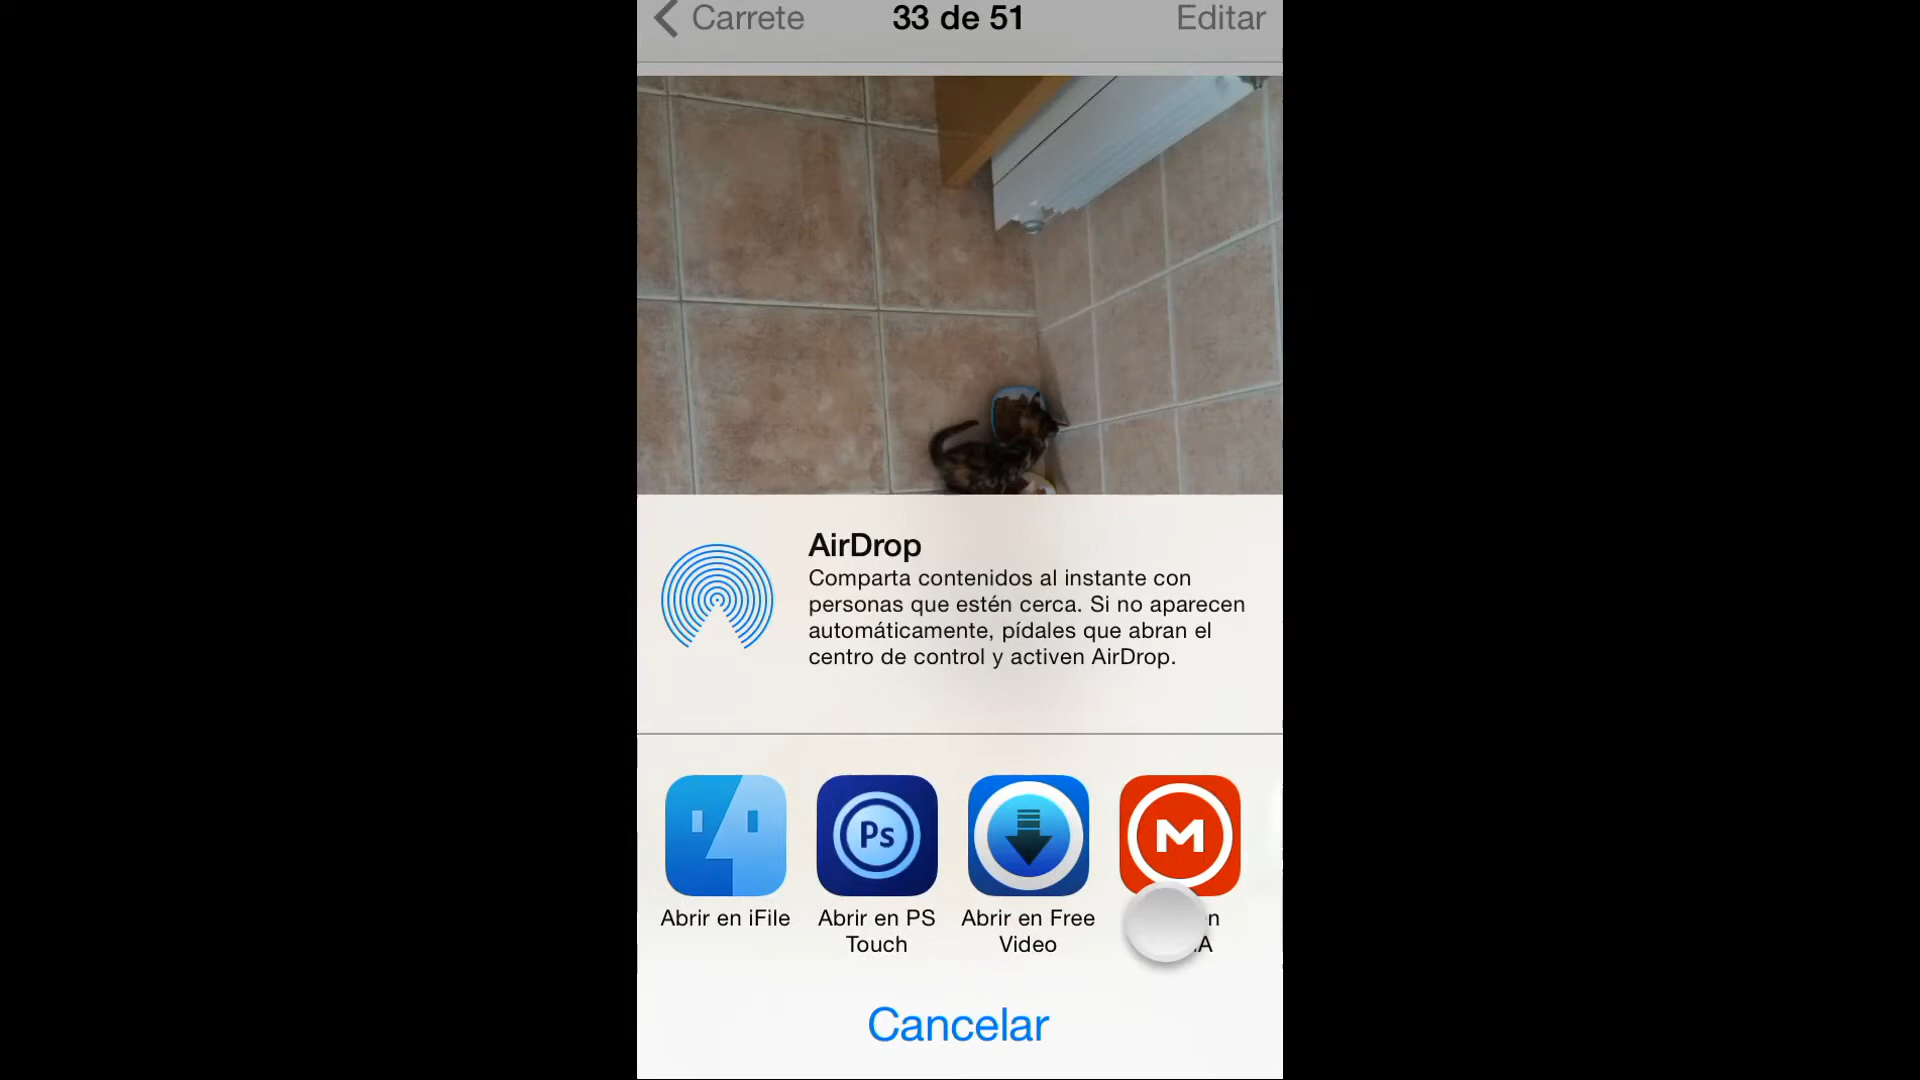 Carrete
33 de 51
Editar
AirDrop
Comparta contenidos al instante con
personas que estén cerca. Si no aparecen
automáticamente, pídales que abran el
centro de control y activen AirDrop.
Ps
M
Abrir en iFile
Abrir en PS
Touch
Abrir en Free
Video
Cancelar